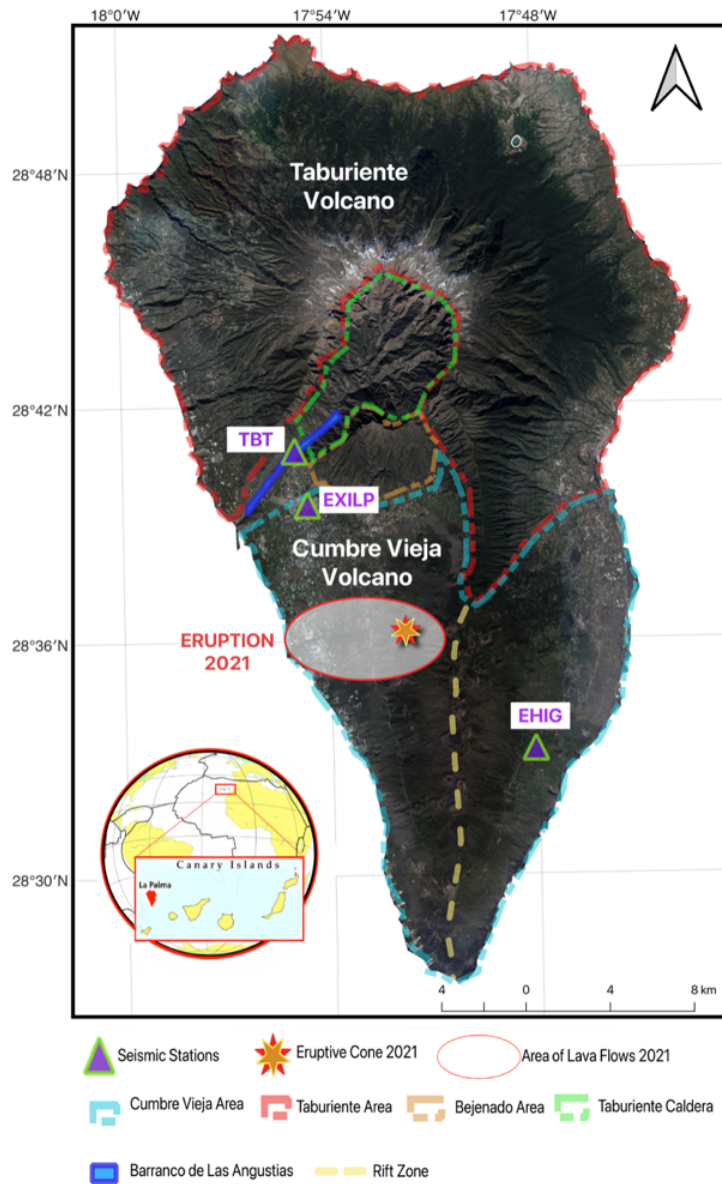 18°0′W
17°54′W
17°48′W
28°48′N
Taburiente
Volcano
28°42′N
TBT
EXILP
Cumbre Vieja
Volcano
ERUPTION
2021
28°36′N
EHIG
28°30′N
Canary Islands
La Palma
4 0 4 8 km
Seismic Stations
Eruptive Cone 2021
Area of Lava Flows 2021
Cumbre Vieja Area
Taburiente Area
Bejenado Area
Taburiente Caldera
Barranco de Las Angustias
Rift Zone